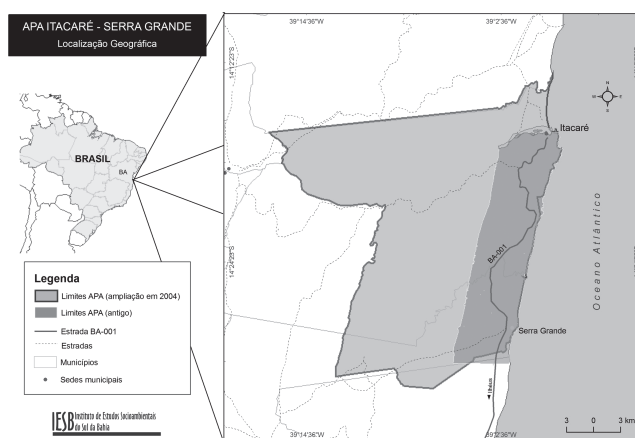 APA ITACARÉ - SERRA GRANDE
Localização Geográfica
39°14'36"W
39°2'36"W
14°12'23"S
Itacaré
BRASIL
BA
Oceano Atlântico
14°24'23"S
BA-001
Serra Grande
Ilhéus
Legenda
Limites APA (ampliação em 2004)
Limites APA (antigo)
Estrada BA-001
Estradas
Municípios
Sedes municipais
IESB Instituto de Estudos Socioambientais
do Sul da Bahia
39°14'36"W
39°2'36"W
3 0 3 km